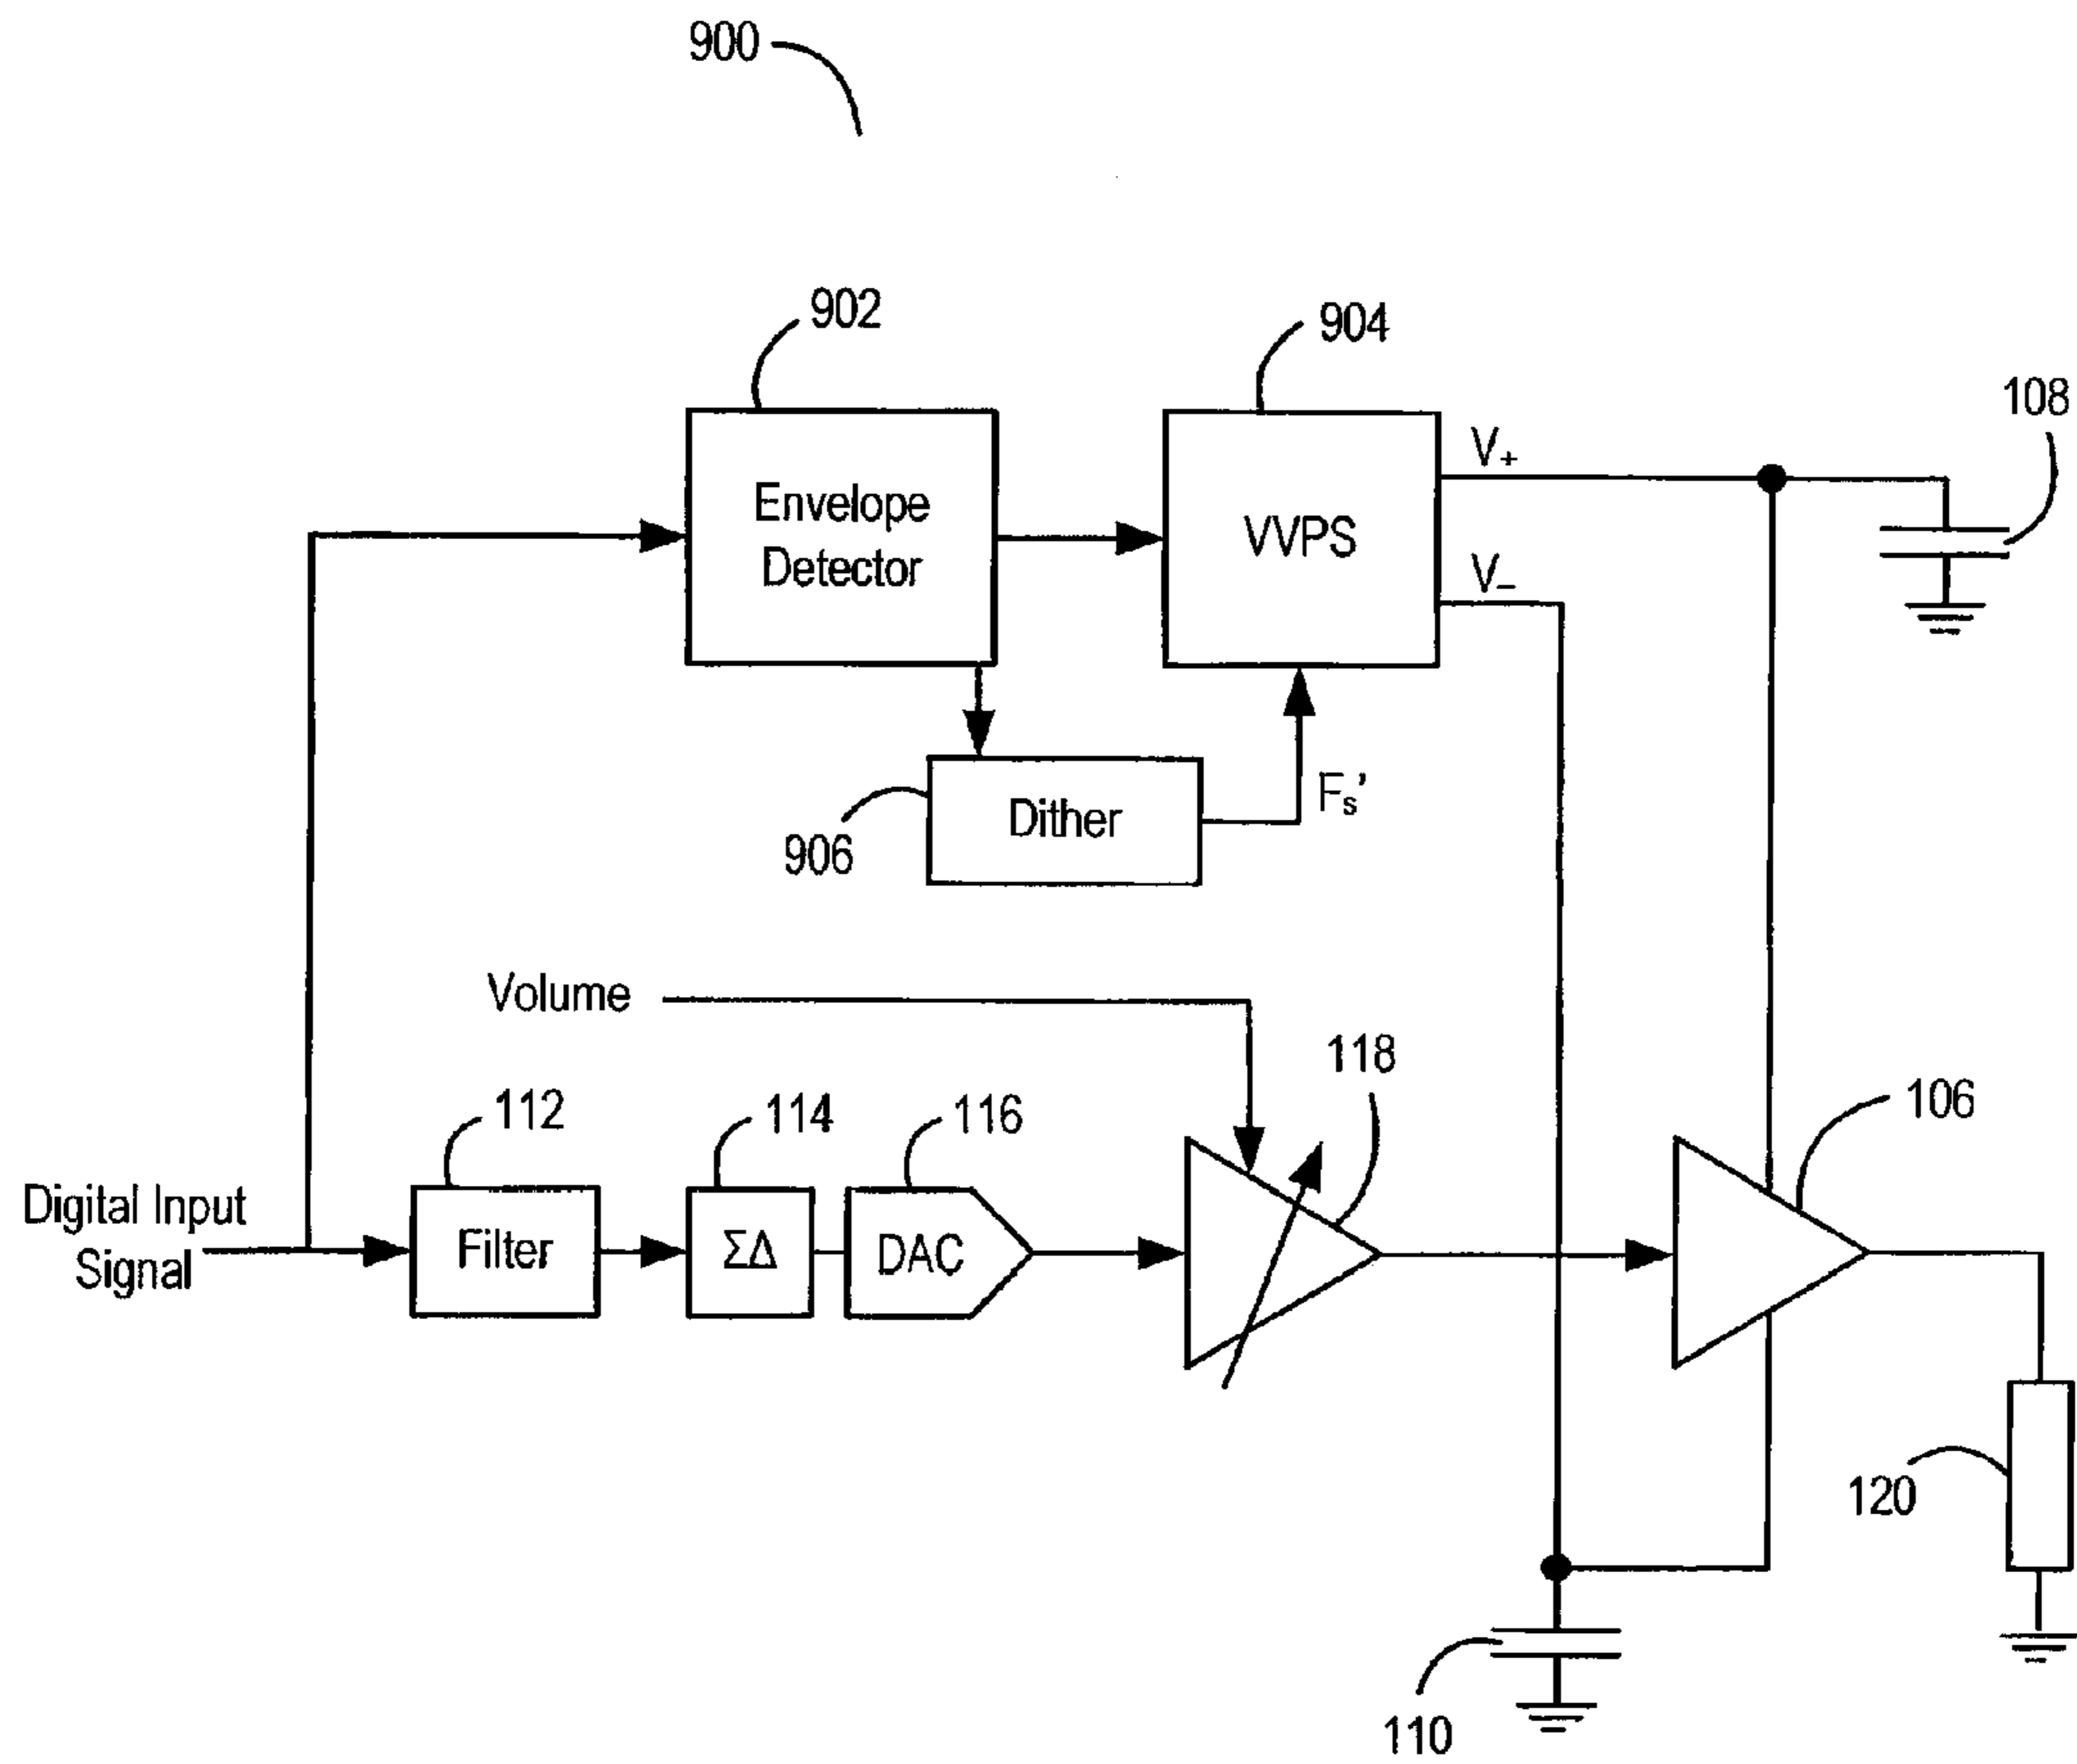 900
902
904
108
Envelope
Detector
VVPS
V+
V−
906
Dither
Fs'
Volume
118
112
114
116
106
Digital Input
Signal
Filter
ΣΔ
DAC
120
110